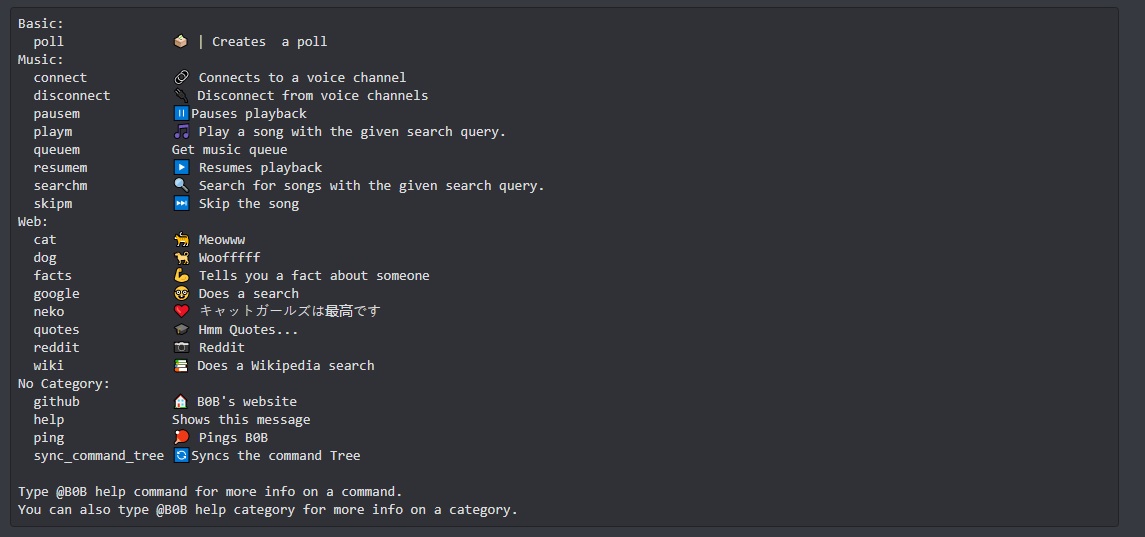 Basic:
poll 🗳️ | Creates  a poll
Music:
connect 🔗 Connects to a voice channel
disconnect 🔌 Disconnect from voice channels
pausem ⏸️Pauses playback
playm 🎵 Play a song with the given search query.
queuem Get music queue
resumem ▶️ Resumes playback
searchm 🔍 Search for songs with the given search query.
skipm ⏭️ Skip the song
Web:
cat 🐈 Meowww
dog 🐕 Woofffff
facts 💪 Tells you a fact about someone
google 🤓 Does a search
neko ❤️ キャットガールズは最高です
quotes 🎓 Hmm Quotes...
reddit 📷 Reddit
wiki 📚 Does a Wikipedia search
No Category:
github 🏠 B0B's website
help Shows this message
ping 🏓 Pings B0B
sync_command_tree 🔄Syncs the command Tree
Type @B0B help command for more info on a command.
You can also type @B0B help category for more info on a category.